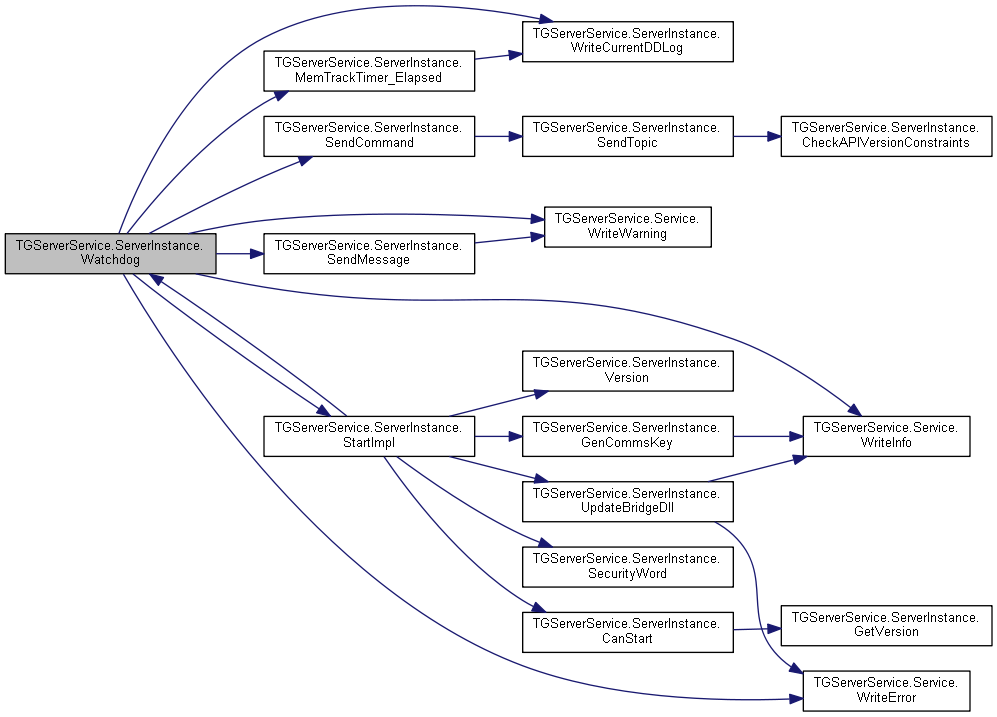 TGServerService.ServerInstance.
WriteCurrentDDLog
TGServerService.ServerInstance.
MemTrackTimer_Elapsed
TGServerService.ServerInstance.
SendCommand
TGServerService.ServerInstance.
SendTopic
TGServerService.ServerInstance.
CheckAPIVersionConstraints
TGServerService.Service.
WriteWarning
TGServerService.ServerInstance.
Watchdog
TGServerService.ServerInstance.
SendMessage
TGServerService.ServerInstance.
Version
TGServerService.ServerInstance.
StartImpl
TGServerService.ServerInstance.
GenCommsKey
TGServerService.Service.
WriteInfo
TGServerService.ServerInstance.
UpdateBridgeDll
TGServerService.ServerInstance.
SecurityWord
TGServerService.ServerInstance.
CanStart
TGServerService.ServerInstance.
GetVersion
TGServerService.Service.
WriteError